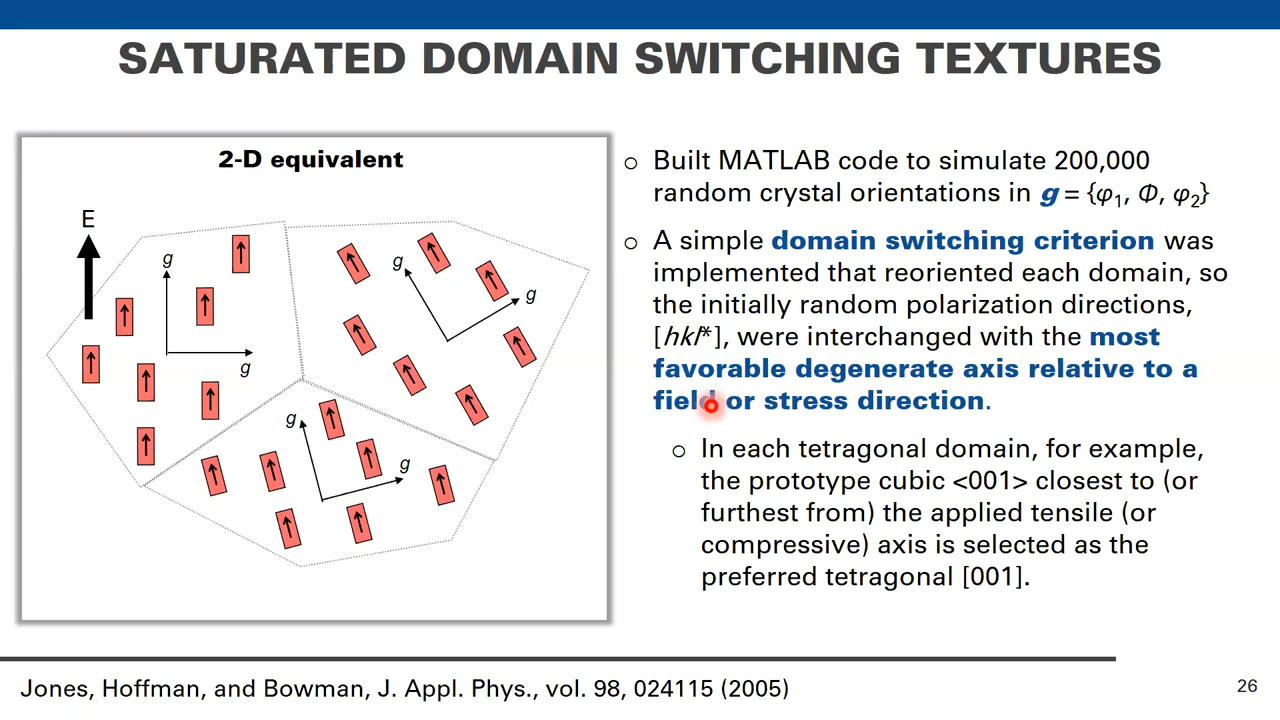 SATURATED DOMAIN SWITCHING TEXTURES
2-D equivalent
E
g
g
g
g
g
g
○ Built MATLAB code to simulate 200,000
random crystal orientations in g = {φ₁, Φ, φ₂}
○ A simple domain switching criterion was
implemented that reoriented each domain, so
the initially random polarization directions,
[hkl*], were interchanged with the most
favorable degenerate axis relative to a
field or stress direction.
○ In each tetragonal domain, for example,
the prototype cubic <001> closest to (or
furthest from) the applied tensile (or
compressive) axis is selected as the
preferred tetragonal [001].
Jones, Hoffman, and Bowman, J. Appl. Phys., vol. 98, 024115 (2005)
26